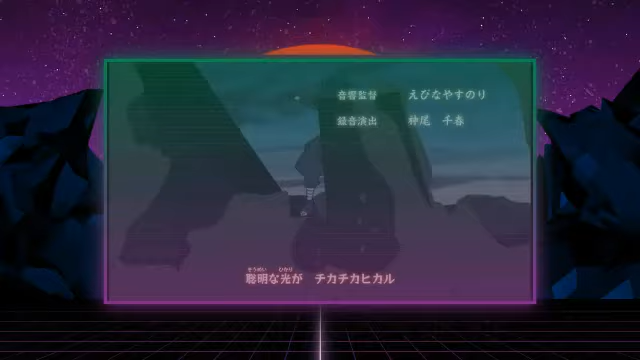 音響監督 えびなやすのり
録音演出 神尾 千春
そうめい ひかり
聡明な光が チカチカヒカル